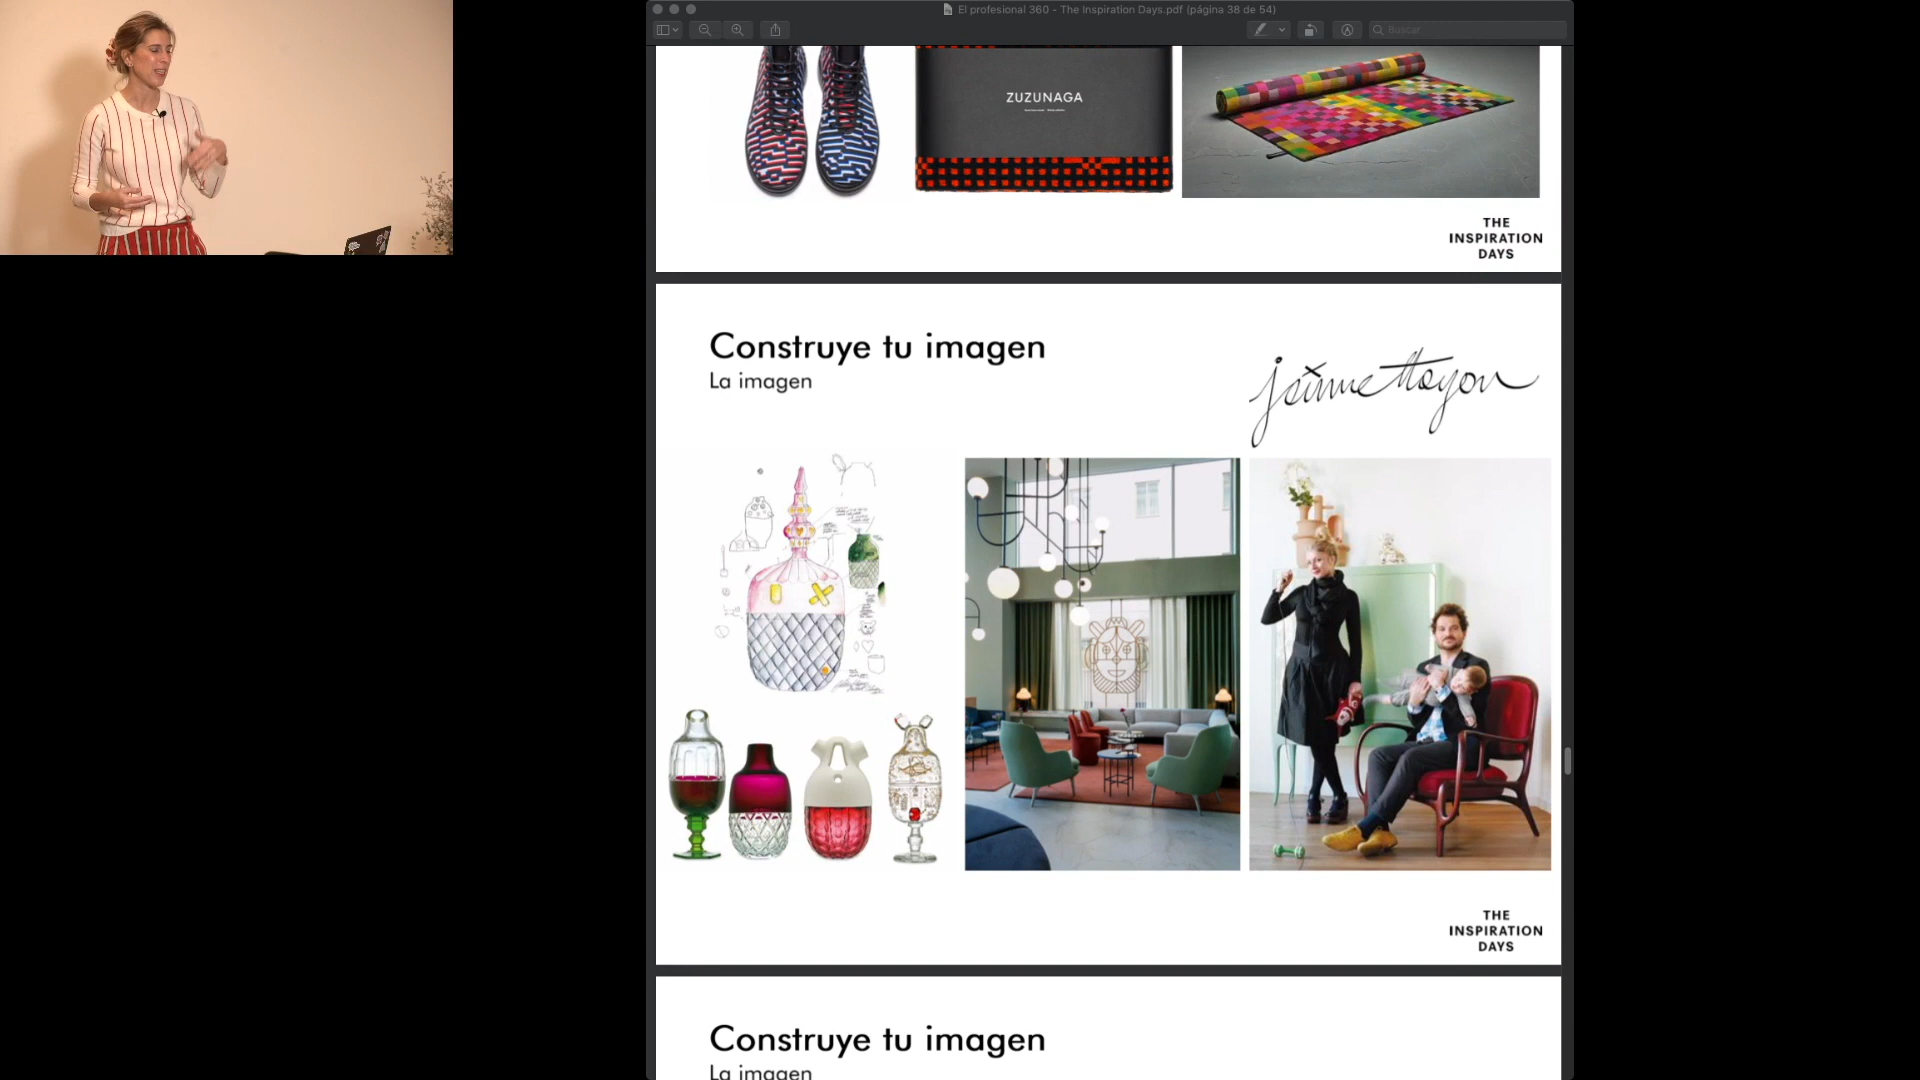 El profesional 360 - The Inspiration Days.pdf (página 38 de 54)
Buscar
ZUZUNAGA
THE
INSPIRATION
DAYS
Construye tu imagen
La imagen
jaime Hayon
THE
INSPIRATION
DAYS
Construye tu imagen
La imagen